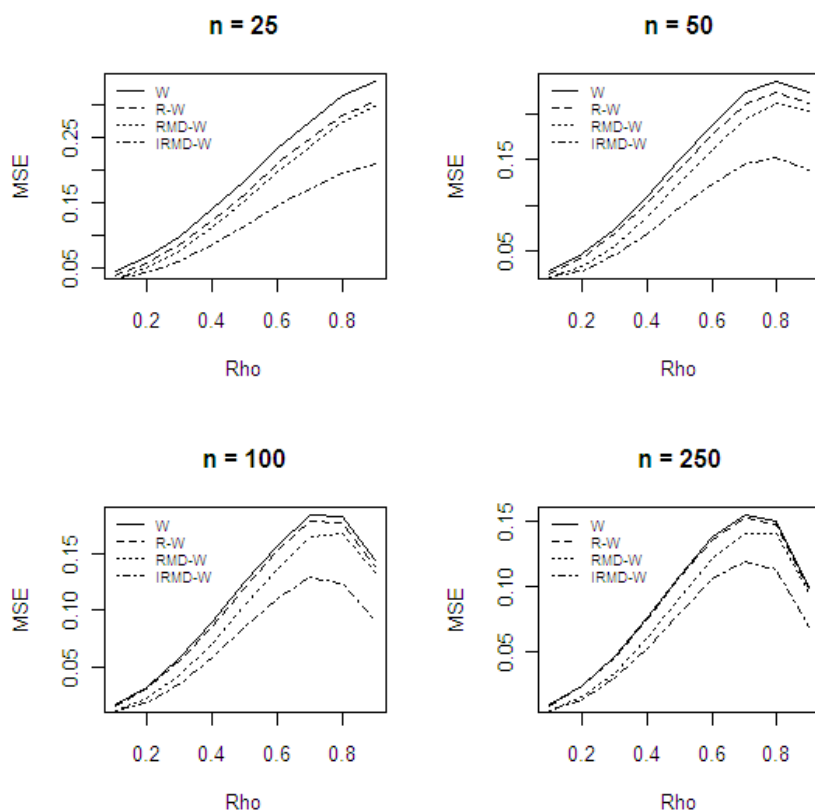 n = 25
MSE
0.05 0.15 0.25
W
R-W
RMD-W
IRMD-W
0.2 0.4 0.6 0.8
Rho
n = 50
MSE
0.05 0.15
W
R-W
RMD-W
IRMD-W
0.2 0.4 0.6 0.8
Rho
n = 100
MSE
0.05 0.10 0.15
W
R-W
RMD-W
IRMD-W
0.2 0.4 0.6 0.8
Rho
n = 250
MSE
0.05 0.10 0.15
W
R-W
RMD-W
IRMD-W
0.2 0.4 0.6 0.8
Rho